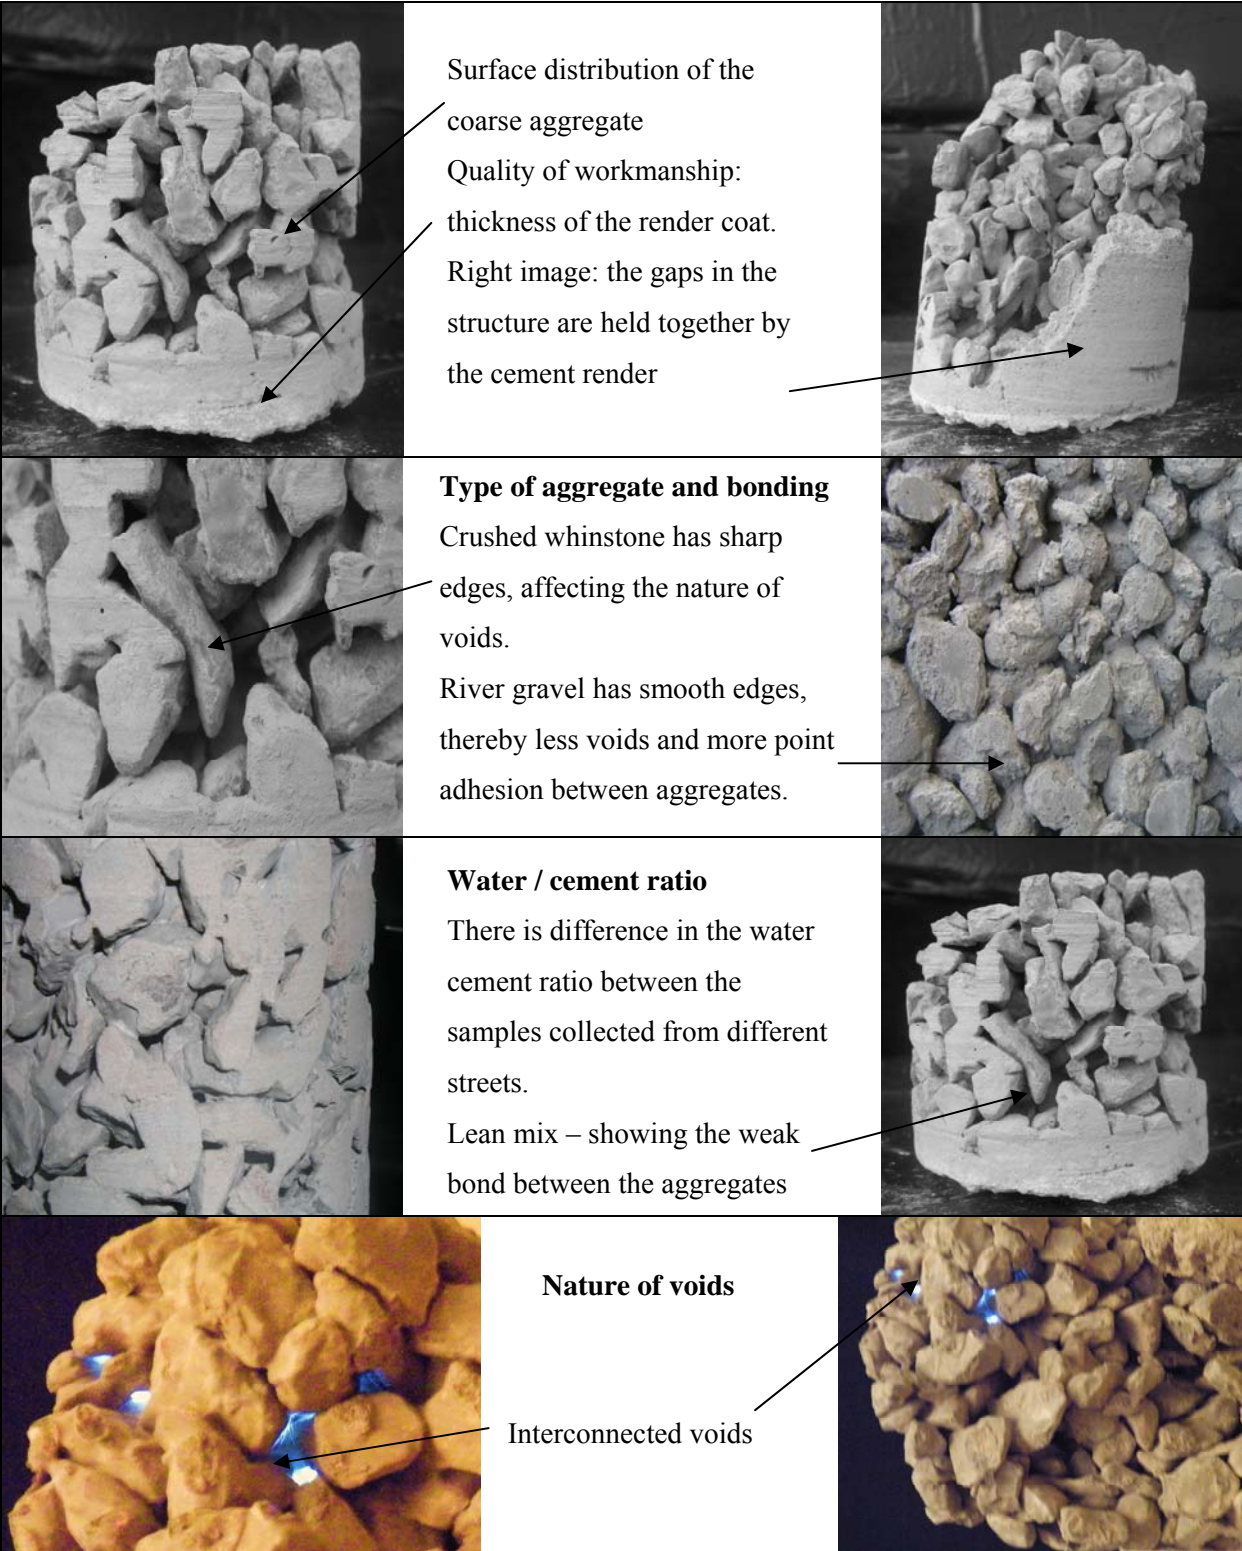 Surface distribution of the
coarse aggregate
Quality of workmanship:
thickness of the render coat.
Right image: the gaps in the
structure are held together by
the cement render
Type of aggregate and bonding
Crushed whinstone has sharp
edges, affecting the nature of
voids.
River gravel has smooth edges,
thereby less voids and more point
adhesion between aggregates.
Water / cement ratio
There is difference in the water
cement ratio between the
samples collected from different
streets.
Lean mix – showing the weak
bond between the aggregates
Nature of voids
Interconnected voids